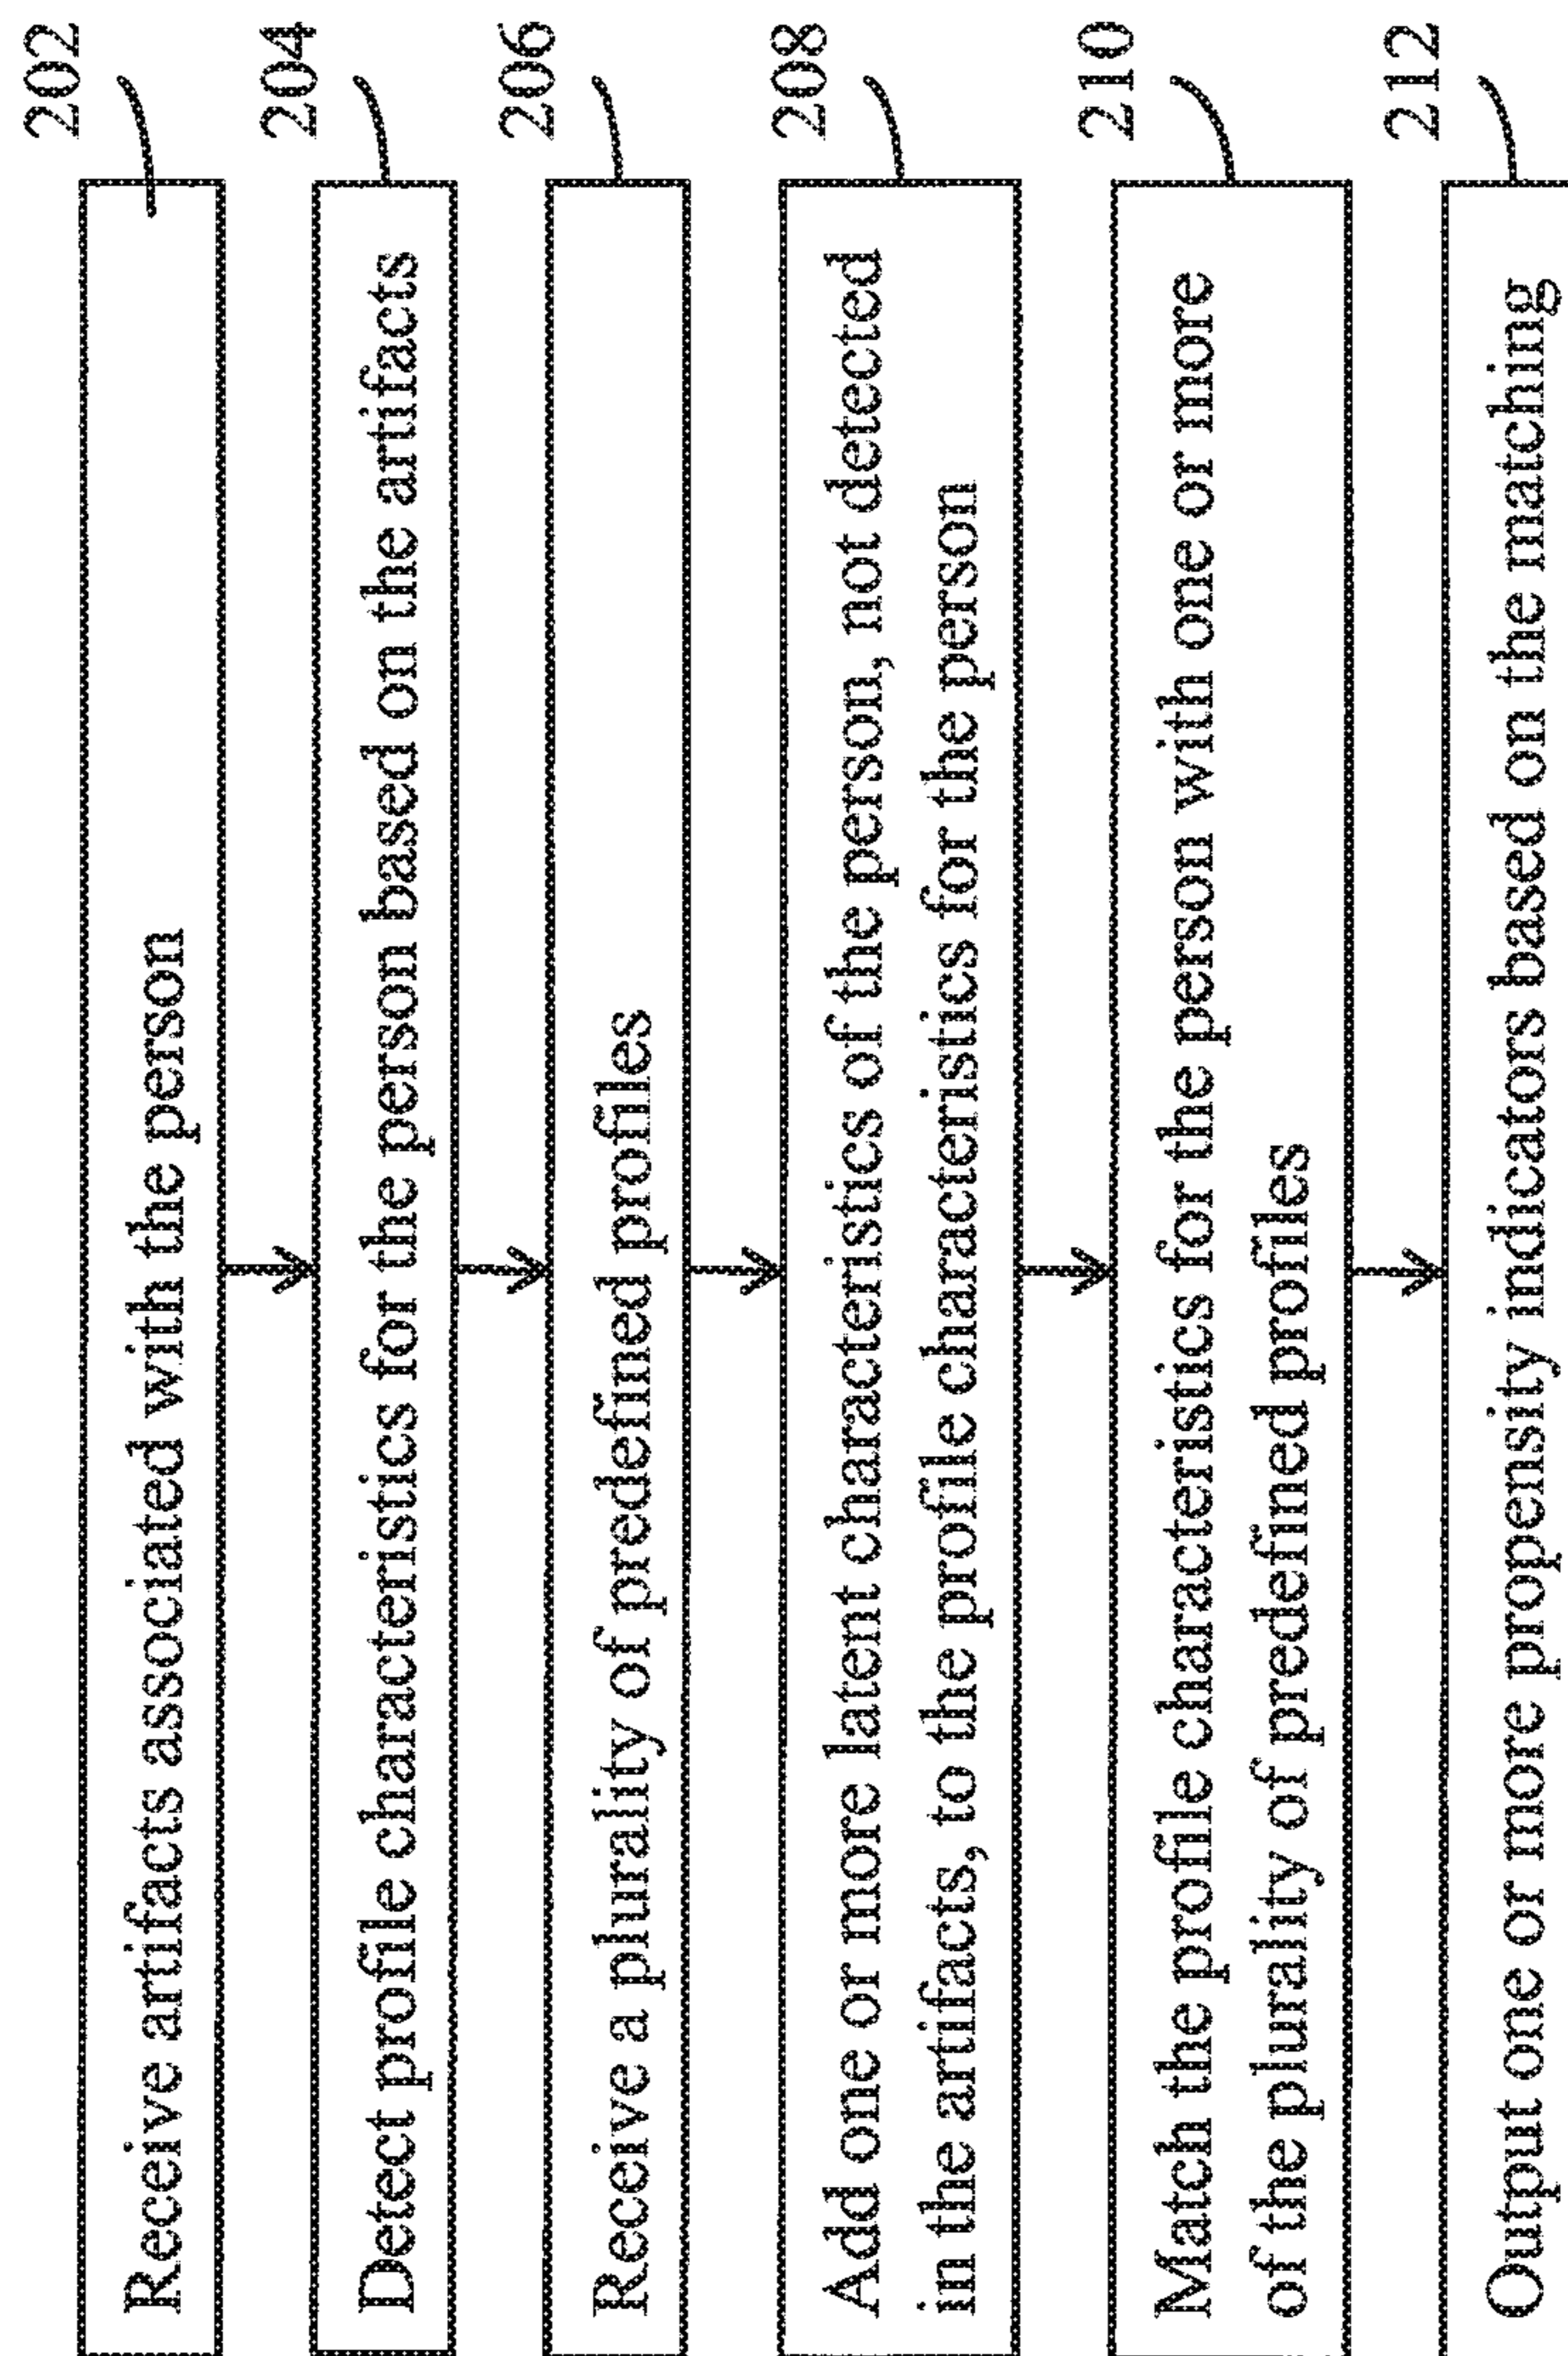 202
Receive artifacts associated with the person
204
Detect profile characteristics for the person based on the artifacts
206
Receive a plurality of predefined profiles
208
Add one or more latent characteristics of the person, not detected
in the artifacts, to the profile characteristics for the person
210
Match the profile characteristics for the person with one or more
of the plurality of predefined profiles
212
Output one or more propensity indicators based on the matching